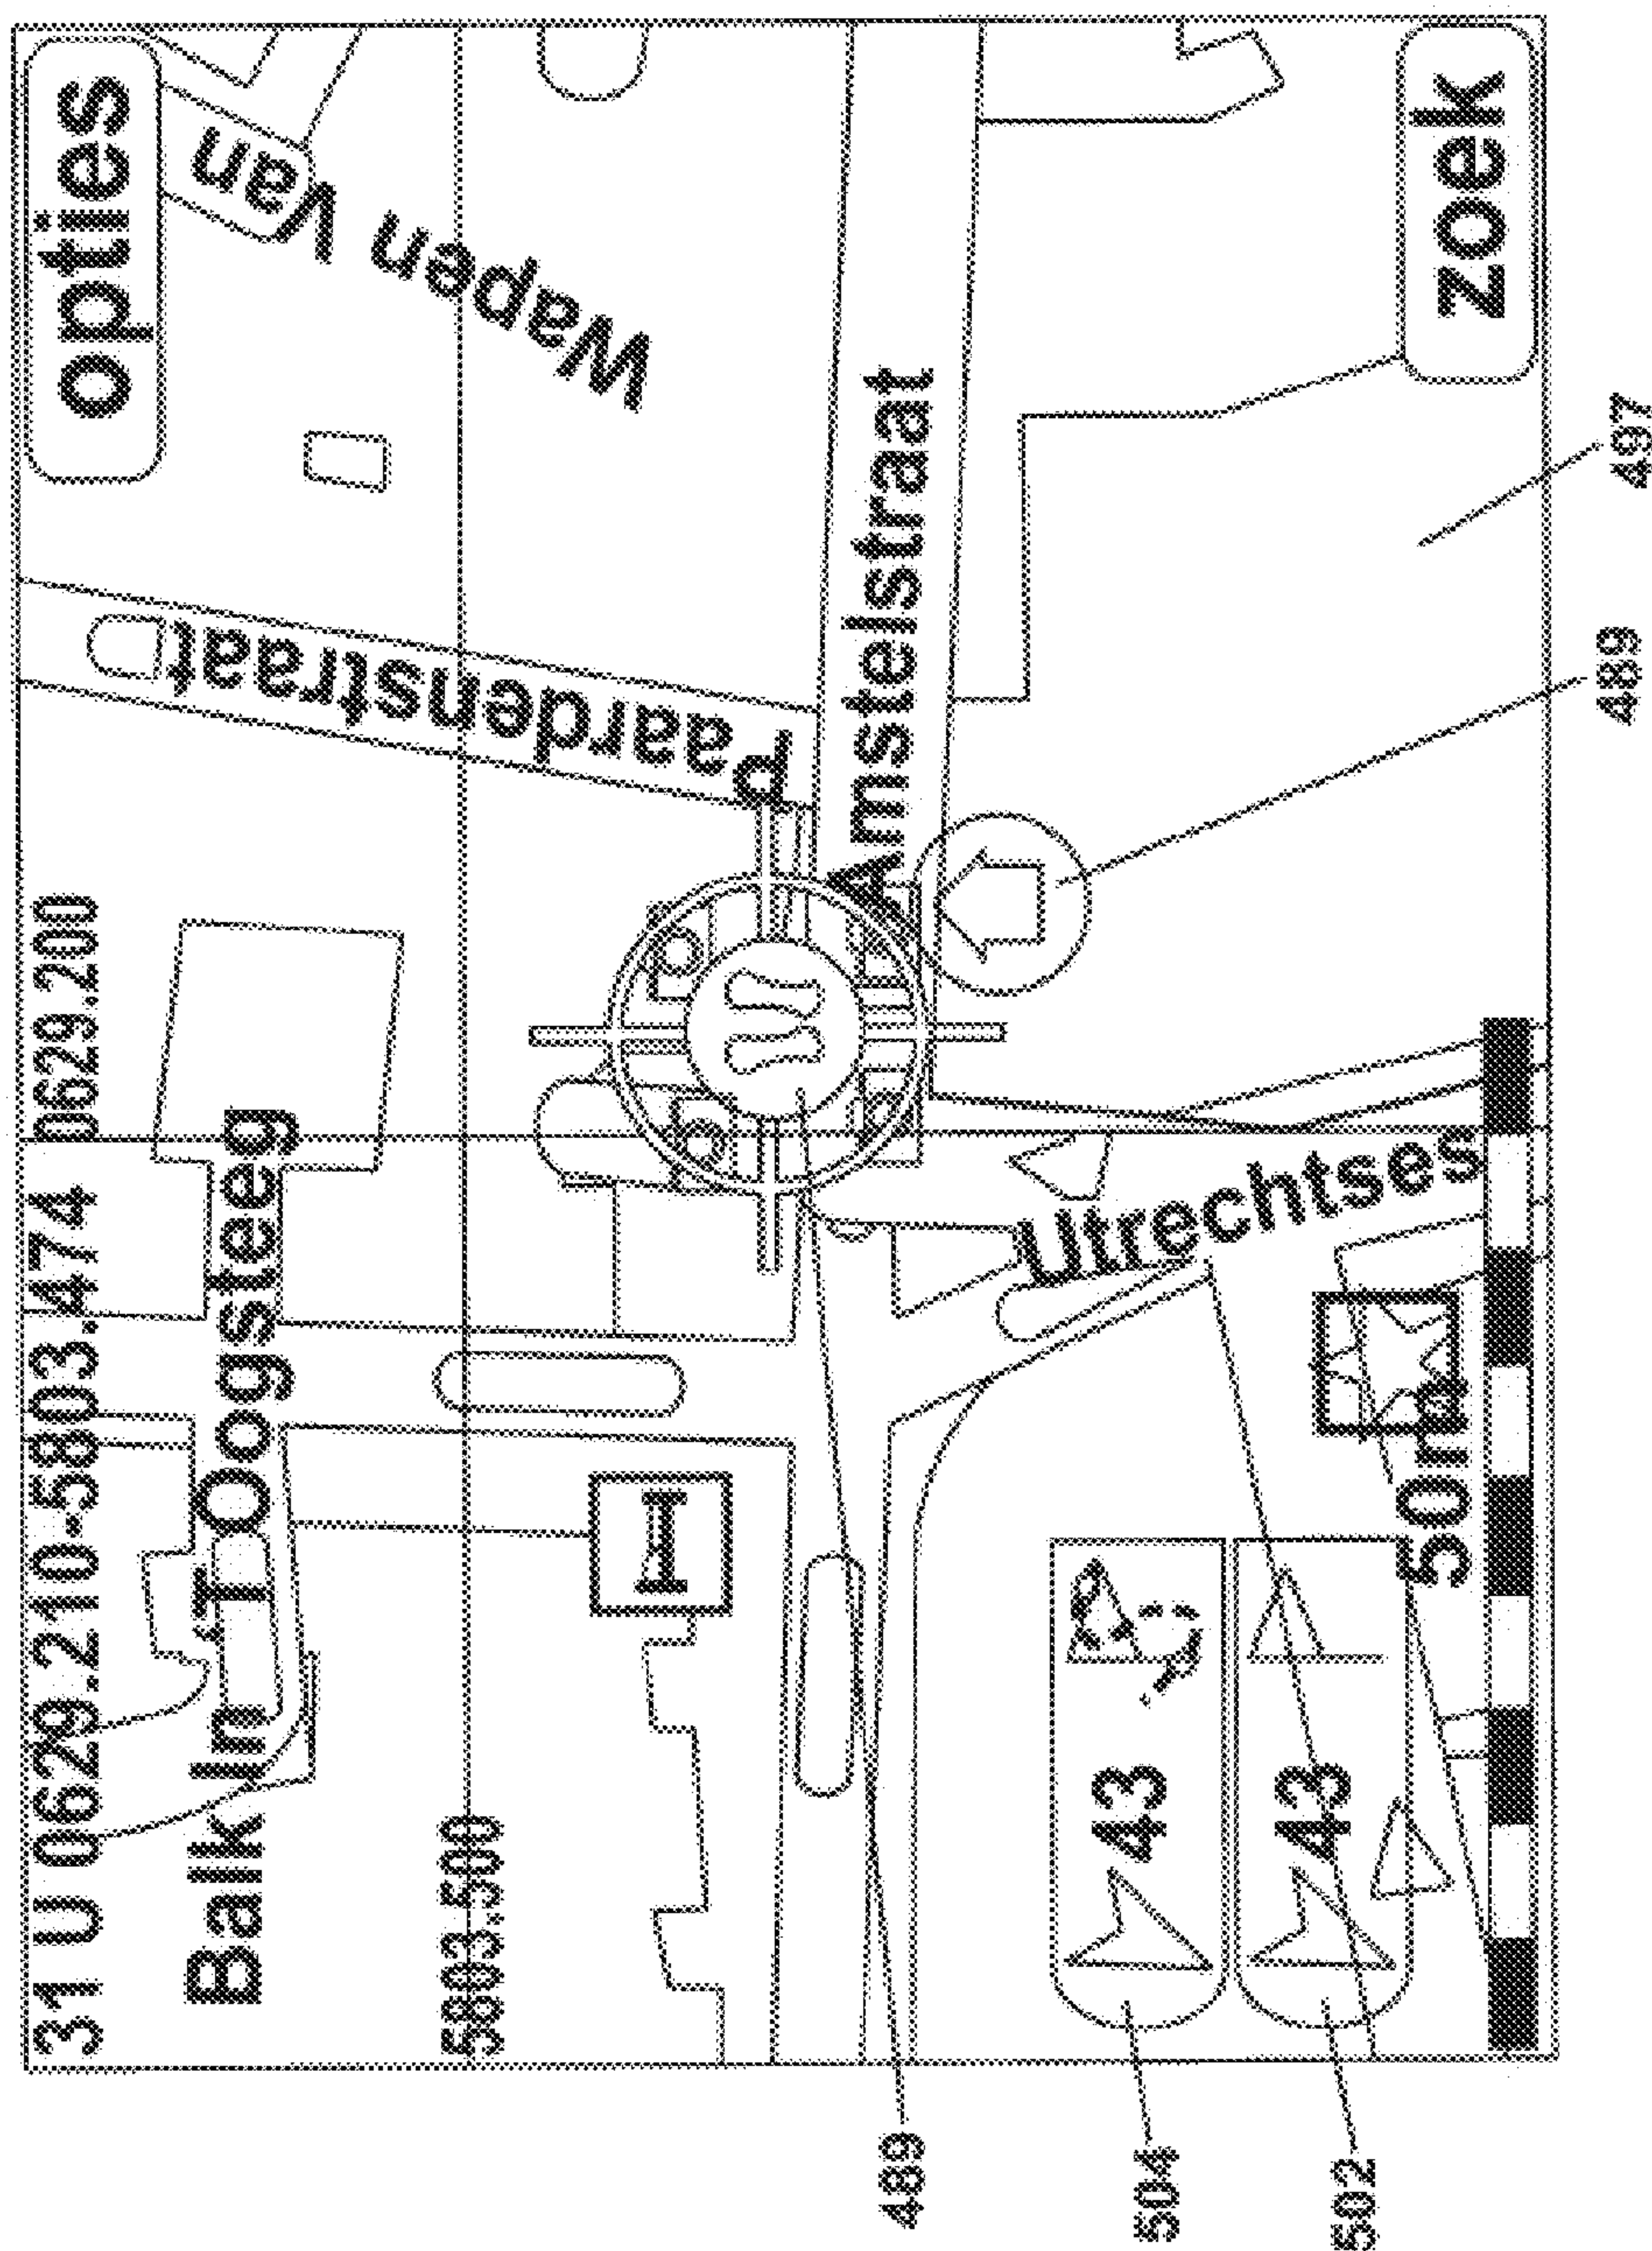 31 U 0629.210-5803.474
0629.200
opties
Balk In 'T Oogsteeg
Wapen Van
Paardenstraat
5803.500
Amstelstraat
Utrechtses
43
43
50m
zoek
489
504
502
489
497